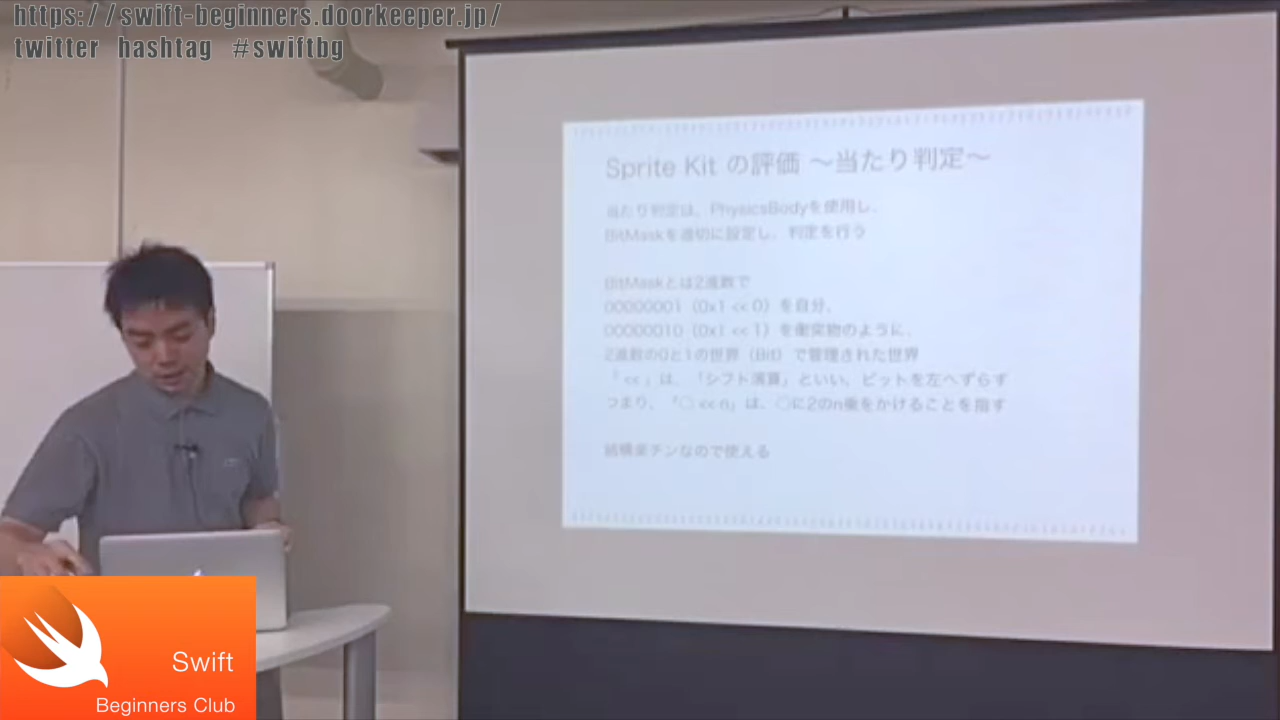 https://swift-beginners.doorkeeper.jp/
twitter hashtag #swiftbg
Sprite Kit の評価 〜当たり判定〜
当たり判定は、PhysicsBodyを使用し、
BitMaskを適切に設定し、判定を行う
BitMaskとは2進数で
00000001（0x1 << 0）を自分、
00000010（0x1 << 1）を衝突物のように、
2進数の0と1の世界（Bit）で管理された世界
「 << 」は、「シフト演算」といい、ビットを左へずらす
つまり、「○ << n」は、○に2のn乗をかけることを指す
結構楽チンなので使える
Swift
Beginners Club